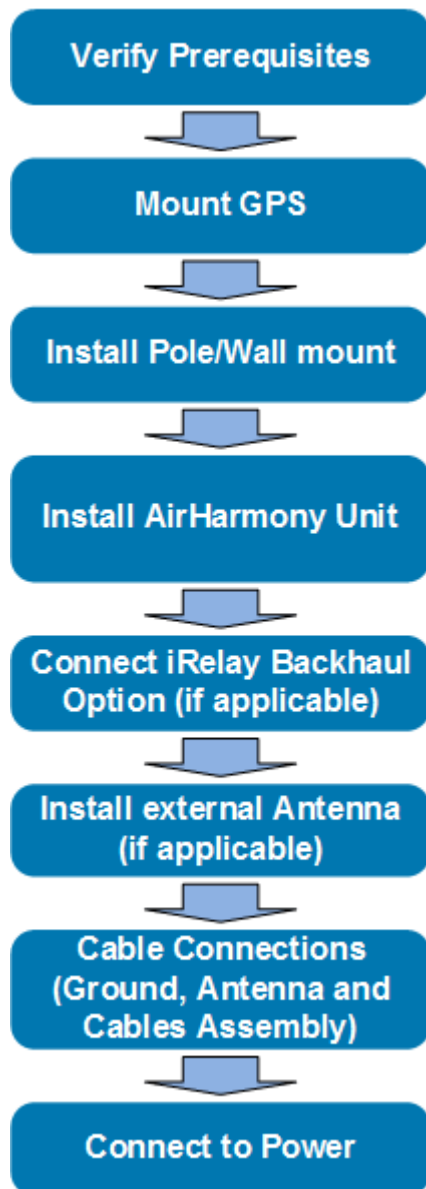 Verify Prerequisites
Mount GPS
Install Pole/Wall mount
Install AirHarmony Unit
Connect iRelay Backhaul
Option (if applicable)
Install external Antenna
(if applicable)
Cable Connections
(Ground, Antenna and
Cables Assembly)
Connect to Power